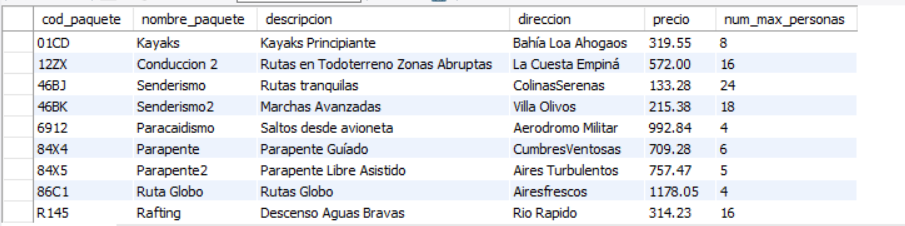 cod_paquete nombre_paquete descripcion direccion precio num_max_personas
01CD Kayaks Kayaks Principiante Bahía Loa Ahogaos 319.55 8
12ZX Conduccion 2 Rutas en Todoterreno Zonas Abruptas La Cuesta Empiná 572.00 16
46BJ Senderismo Rutas tranquilas ColinasSerenas 133.28 24
46BK Senderismo2 Marchas Avanzadas Villa Olivos 215.38 18
6912 Paracaidismo Saltos desde avioneta Aerodromo Militar 992.84 4
84X4 Parapente Parapente Guíado CumbresVentosas 709.28 6
84X5 Parapente2 Parapente Libre Asistido Aires Turbulentos 757.47 5
86C1 Ruta Globo Rutas Globo Airesfrescos 1178.05 4
R145 Rafting Descenso Aguas Bravas Rio Rapido 314.23 16